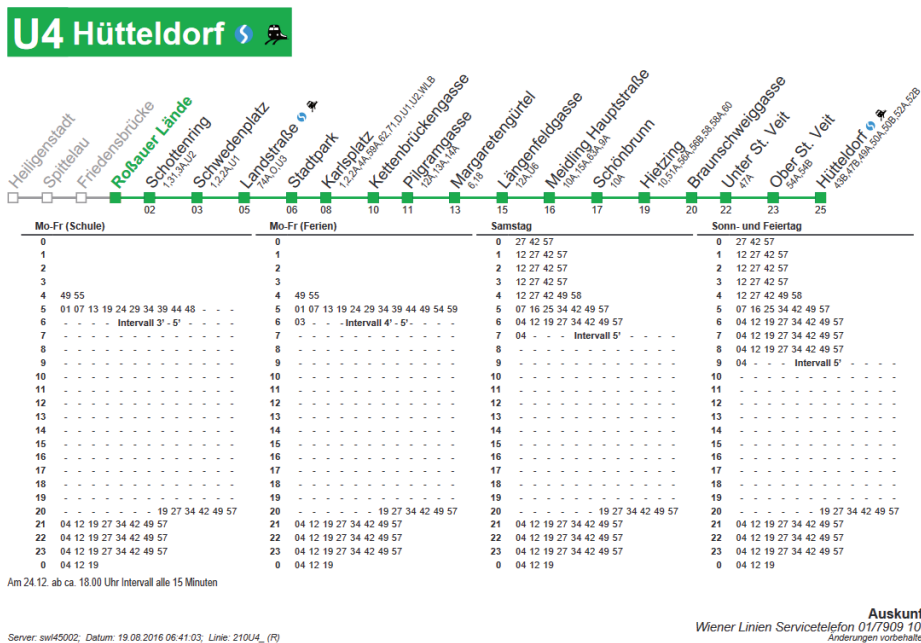 U4 Hütteldorf
Heiligenstadt
Spittelau
Friedensbrücke
Roßauer Lände
Schottenring
1,31,3A,U2
Schwedenplatz
1,2,2A,U1
Landstraße
74A,O,U3
Stadtpark
Karlsplatz
1,2,2A,4A,59A,62,71,D,U1,U2,WLB
Kettenbrückengasse
Pilgramgasse
12A,13A,14A
Margaretengürtel
6,18
Längenfeldgasse
12A,U6
Meidling Hauptstraße
10A,15A,63A,9A
Schönbrunn
10A
Hietzing
10,51A,56A,56B,58,58A,60
Braunschweiggasse
Unter St. Veit
47A
Ober St. Veit
54A,54B
Hütteldorf
43B,47B,49A,50A,50B,52A,52B
02 03 05 06 08 10 11 13 15 16 17 19 20 22 23 25
Mo-Fr (Schule) Mo-Fr (Ferien) Samstag Sonn- und Feiertag
0 0 0 27 42 57 0 27 42 57
1 1 1 12 27 42 57 1 12 27 42 57
2 2 2 12 27 42 57 2 12 27 42 57
3 3 3 12 27 42 57 3 12 27 42 57
4 49 55 4 49 55 4 12 27 42 49 58 4 12 27 42 49 58
5 01 07 13 19 24 29 34 39 44 48 - - - 5 01 07 13 19 24 29 34 39 44 49 54 59 5 07 16 25 34 42 49 57 5 07 16 25 34 42 49 57
6 - - - - Intervall 3' - 5' - - - - 6 03 - - - Intervall 4' - 5' - - 6 04 12 19 27 34 42 49 57 6 04 12 19 27 34 42 49 57
7 - - - - - - - - - - - - 7 - - - - - - - - - - - - 7 04 - - - Intervall 5' - - - - 7 04 12 19 27 34 42 49 57
8 - - - - - - - - - - - - 8 - - - - - - - - - - - - 8 - - - - - - - - - - - - 8 04 12 19 27 34 42 49 57
9 - - - - - - - - - - - - 9 - - - - - - - - - - - - 9 - - - - - - - - - - - - 9 04 - - - Intervall 5' - - - -
10 - - - - - - - - - - - - 10 - - - - - - - - - - - - 10 - - - - - - - - - - - - 10 - - - - - - - - - - - -
11 - - - - - - - - - - - - 11 - - - - - - - - - - - - 11 - - - - - - - - - - - - 11 - - - - - - - - - - - -
12 - - - - - - - - - - - - 12 - - - - - - - - - - - - 12 - - - - - - - - - - - - 12 - - - - - - - - - - - -
13 - - - - - - - - - - - - 13 - - - - - - - - - - - - 13 - - - - - - - - - - - - 13 - - - - - - - - - - - -
14 - - - - - - - - - - - - 14 - - - - - - - - - - - - 14 - - - - - - - - - - - - 14 - - - - - - - - - - - -
15 - - - - - - - - - - - - 15 - - - - - - - - - - - - 15 - - - - - - - - - - - - 15 - - - - - - - - - - - -
16 - - - - - - - - - - - - 16 - - - - - - - - - - - - 16 - - - - - - - - - - - - 16 - - - - - - - - - - - -
17 - - - - - - - - - - - - 17 - - - - - - - - - - - - 17 - - - - - - - - - - - - 17 - - - - - - - - - - - -
18 - - - - - - - - - - - - 18 - - - - - - - - - - - - 18 - - - - - - - - - - - - 18 - - - - - - - - - - - -
19 - - - - - - - - - - - - 19 - - - - - - - - - - - - 19 - - - - - - - - - - - - 19 - - - - - - - - - - - -
20 - - - - - - 19 27 34 42 49 57 20 - - - - - - 19 27 34 42 49 57 20 - - - - - - 19 27 34 42 49 57 20 - - - - - - 19 27 34 42 49 57
21 04 12 19 27 34 42 49 57 21 04 12 19 27 34 42 49 57 21 04 12 19 27 34 42 49 57 21 04 12 19 27 34 42 49 57
22 04 12 19 27 34 42 49 57 22 04 12 19 27 34 42 49 57 22 04 12 19 27 34 42 49 57 22 04 12 19 27 34 42 49 57
23 04 12 19 27 34 42 49 57 23 04 12 19 27 34 42 49 57 23 04 12 19 27 34 42 49 57 23 04 12 19 27 34 42 49 57
0 04 12 19 0 04 12 19 0 04 12 19 0 04 12 19
Am 24.12. ab ca. 18.00 Uhr Intervall alle 15 Minuten
Auskunf
Wiener Linien Servicetelefon 01/7909 10
Server: swl45002; Datum: 19.08.2016 06:41:03; Linie: 210U4_ (R)
Änderungen vorbehalte